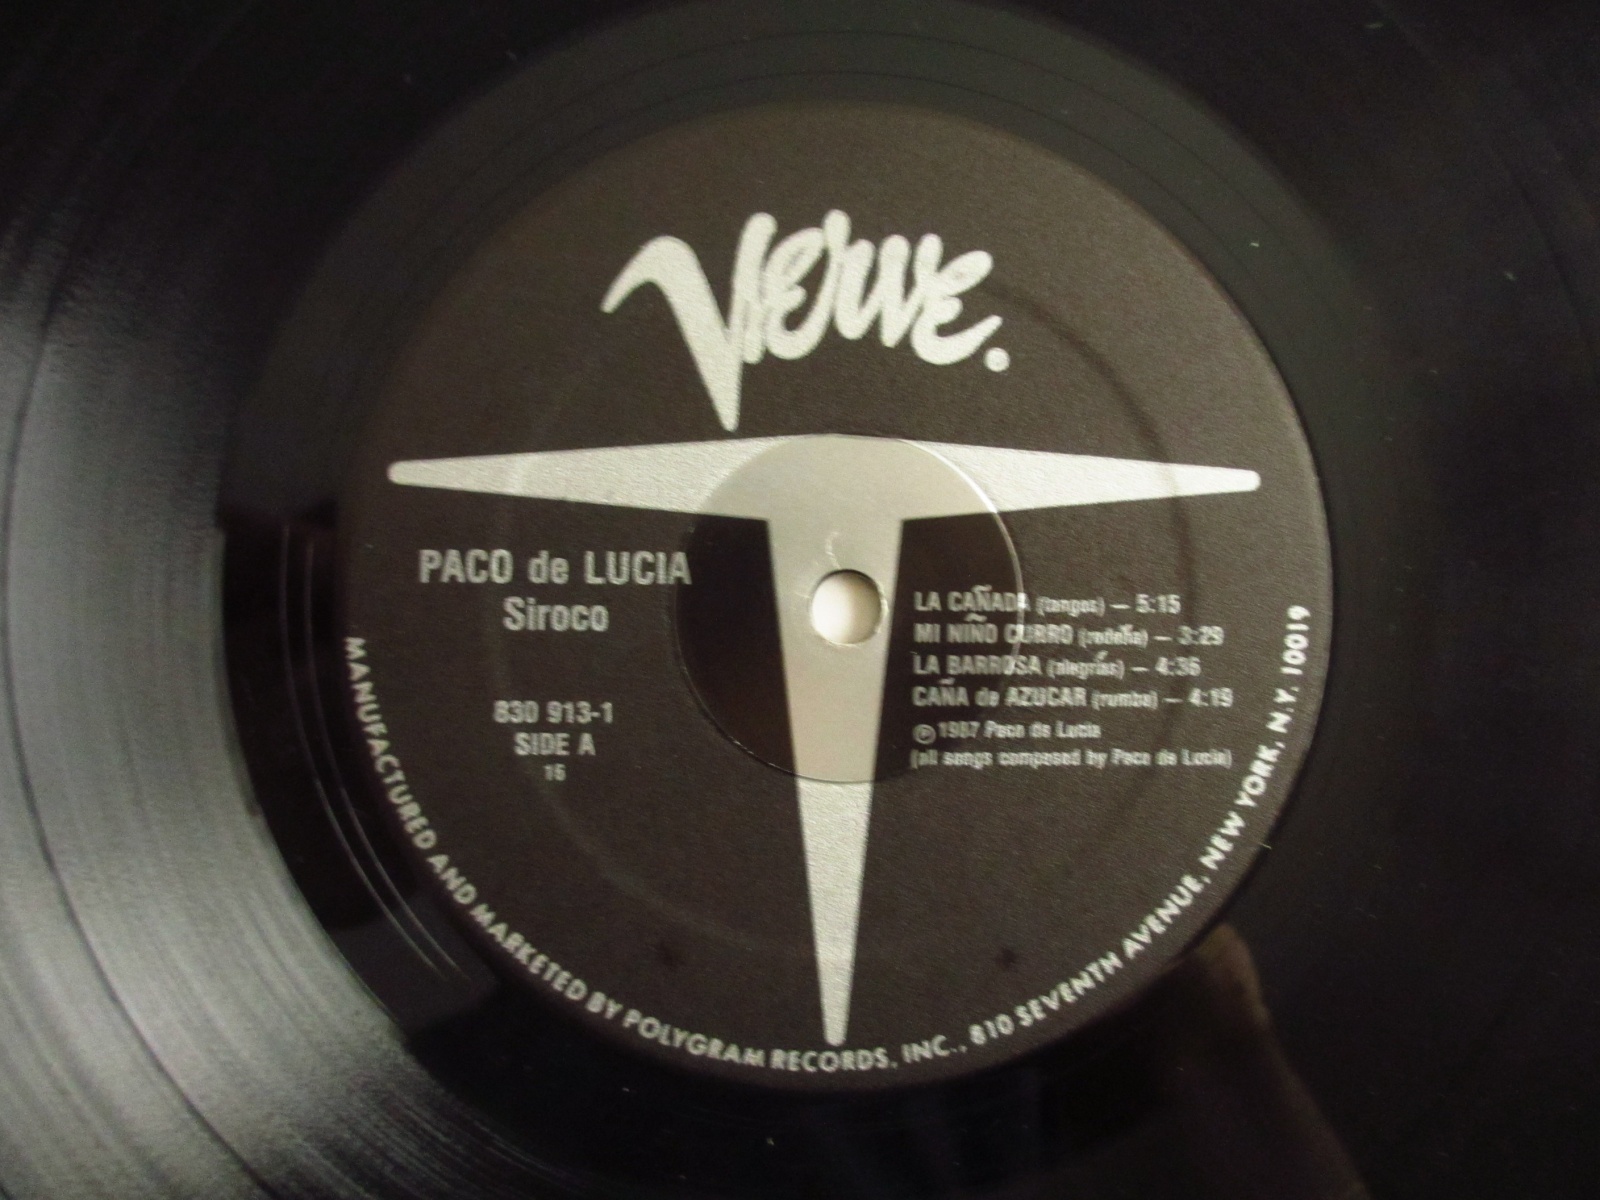 Verve.
PACO de LUCIA
Siroco
830 913-1
SIDE A
16
LA CAÑADA (tangos) – 5:15
MI NIÑO CURRO (rodeña) – 3:29
LA BARROSA (alegrías) – 4:36
CAÑA de AZUCAR (rumba) – 4:19
℗ 1987 Paco de Lucia
(all songs composed by Paco de Lucia)
MANUFACTURED AND MARKETED BY POLYGRAM RECORDS, INC., 810 SEVENTH AVENUE, NEW YORK, N.Y. 10019